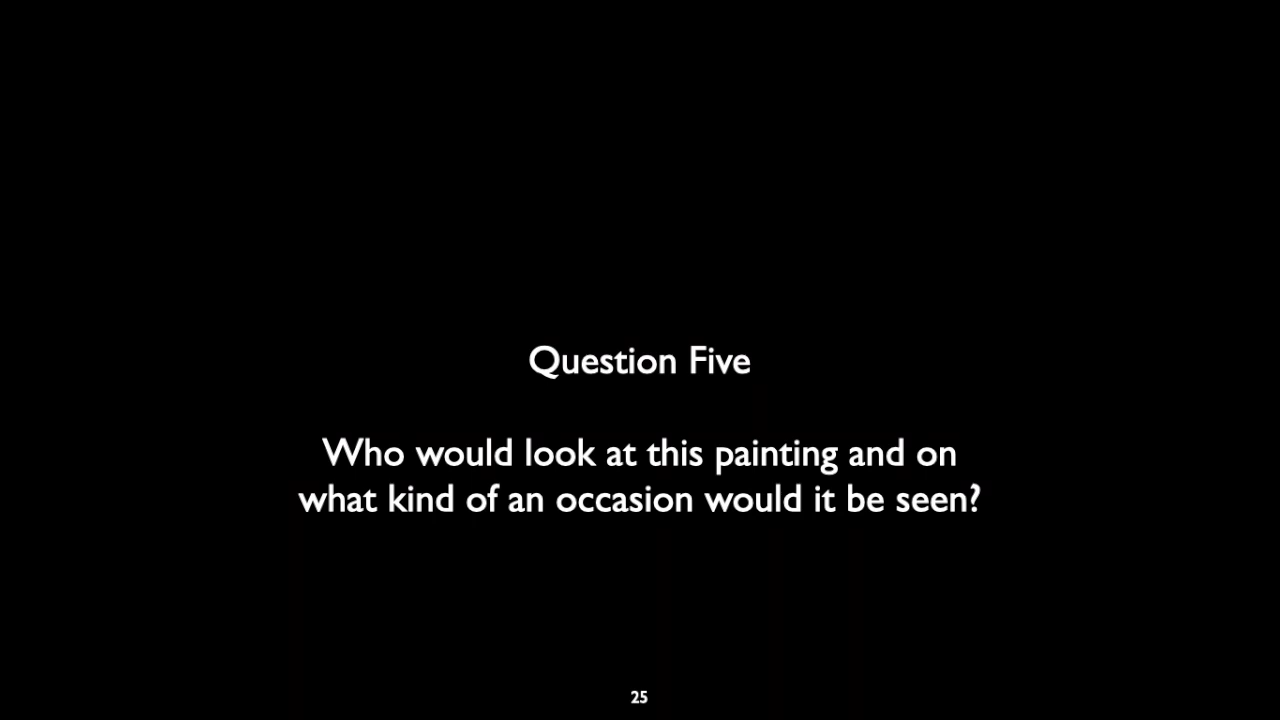 Question Five
Who would look at this painting and on
what kind of an occasion would it be seen?
25